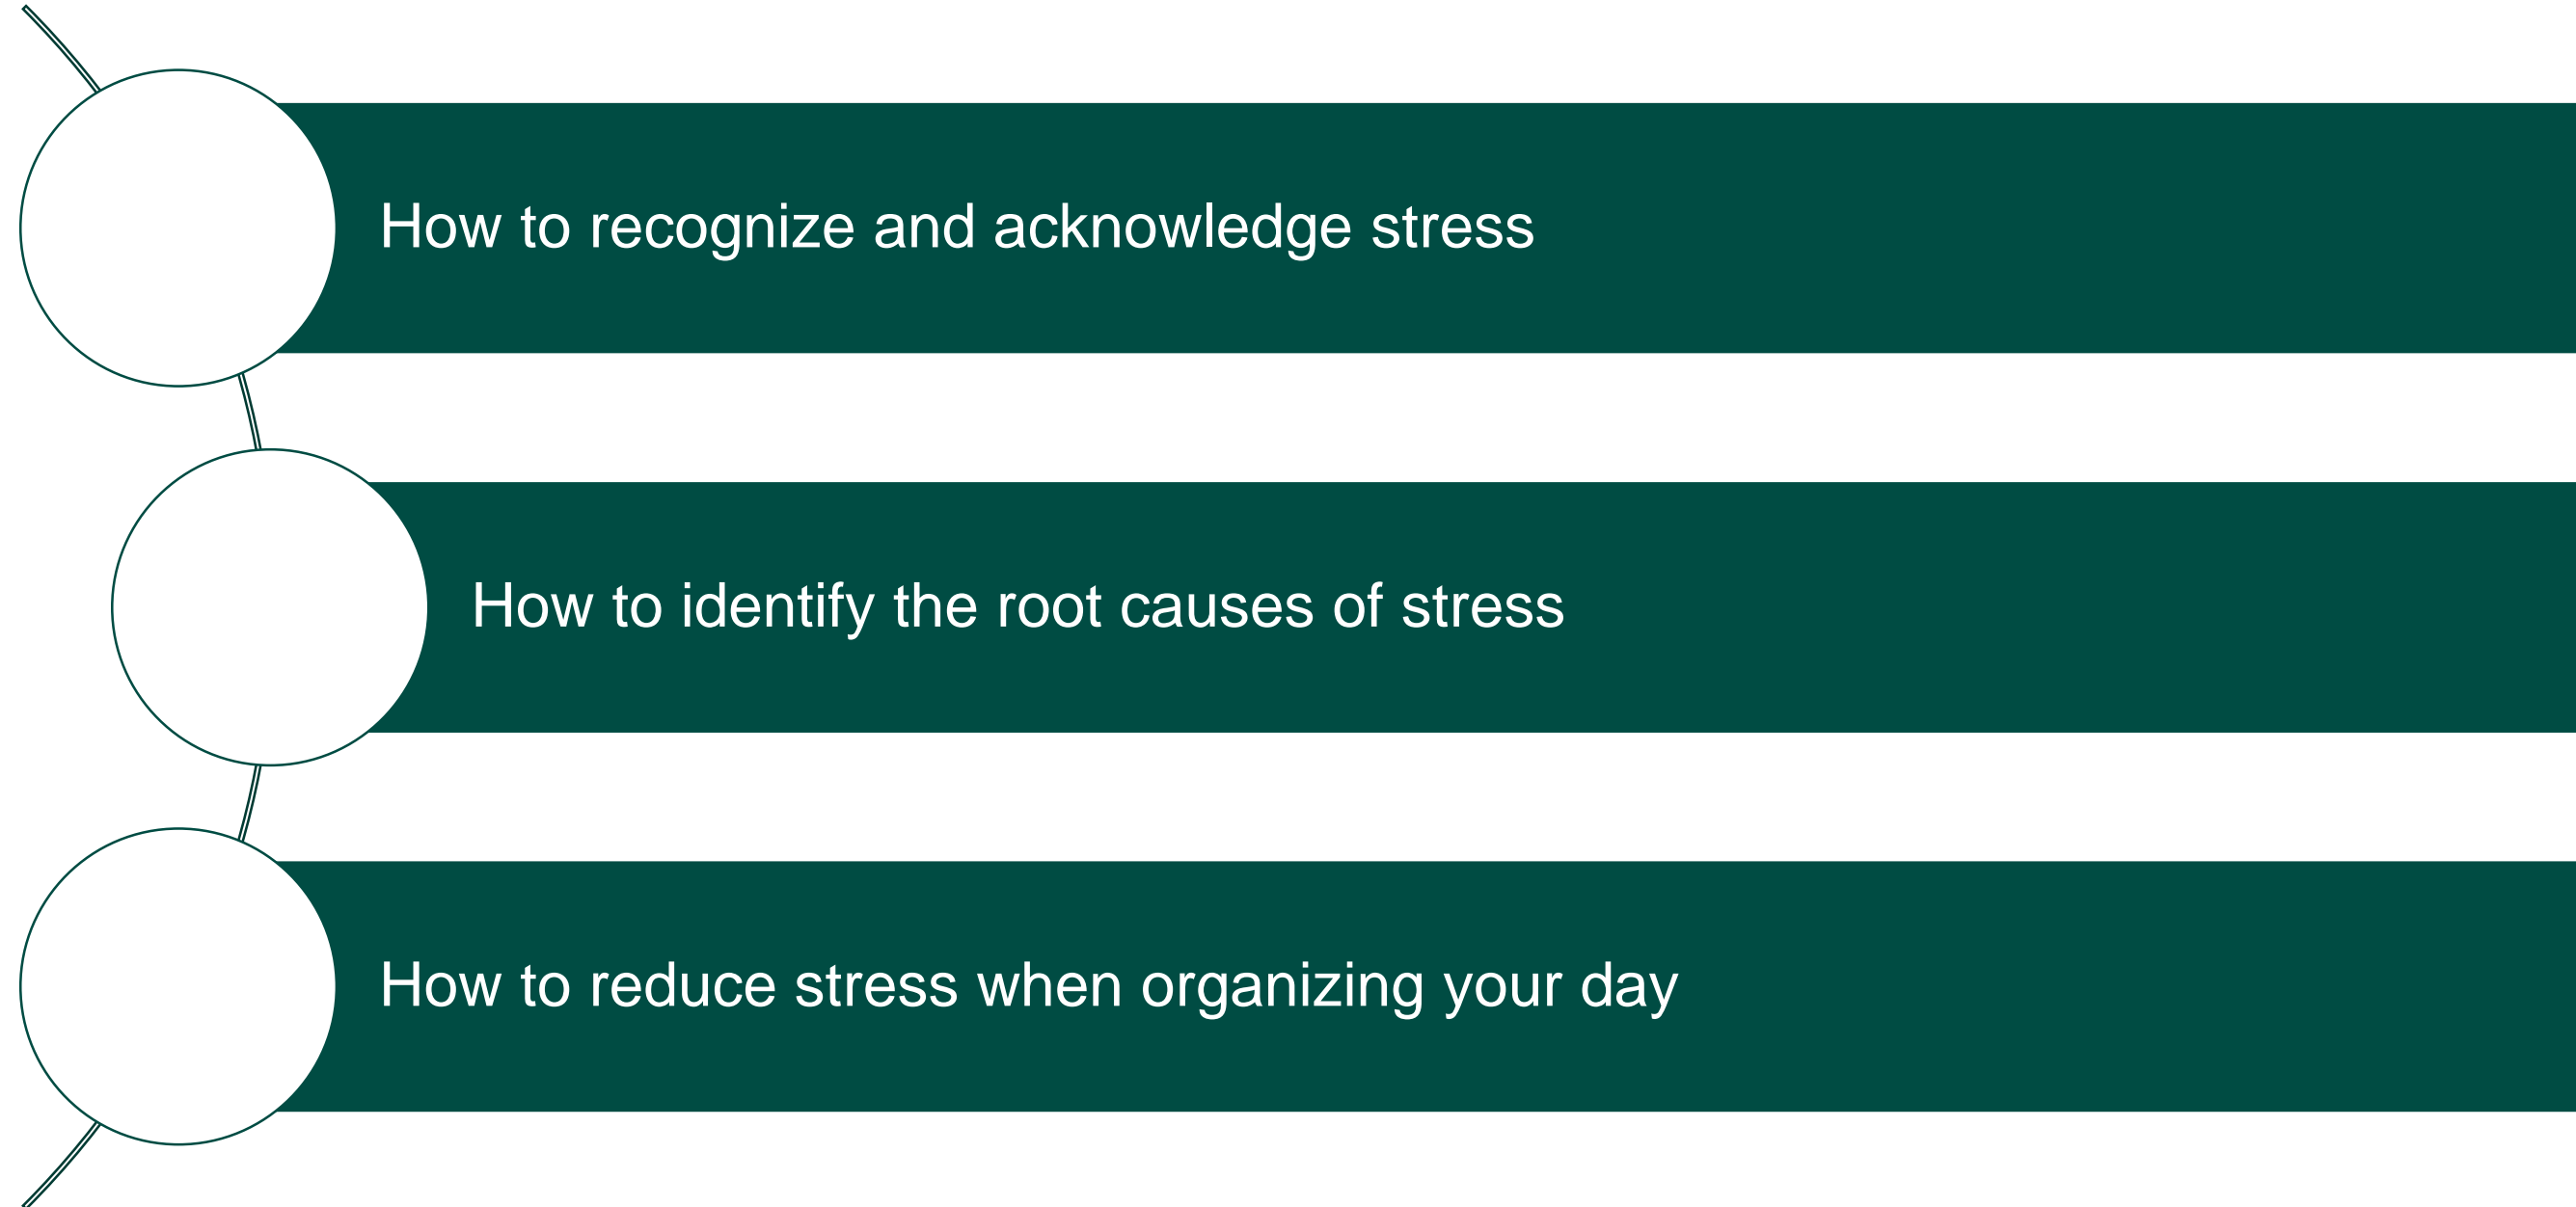 How to recognize and acknowledge stress
How to identify the root causes of stress
How to reduce stress when organizing your day